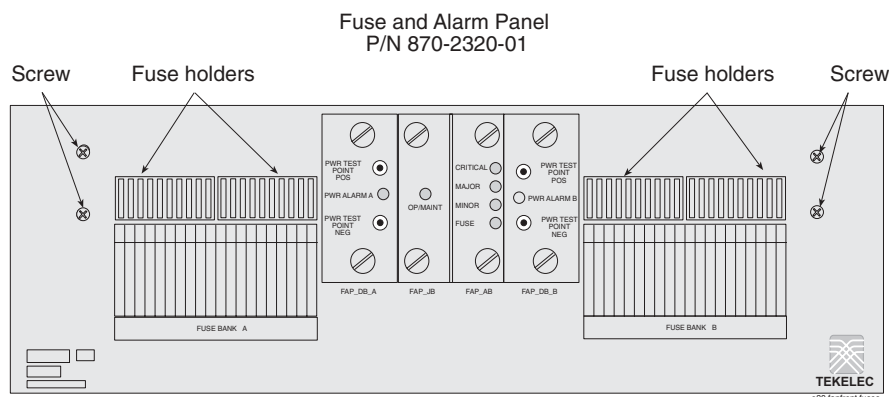 Fuse and Alarm Panel
P/N 870-2320-01
Screw
Fuse holders
Fuse holders
Screw
PWR TEST
POINT
POS
PWR ALARM A
PWR TEST
POINT
NEG
OP/MAINT
CRITICAL
MAJOR
MINOR
FUSE
PWR TEST
POINT
POS
PWR ALARM B
PWR TEST
POINT
NEG
FAP_DB_A
FAP_JB
FAP_AB
FAP_DB_B
FUSE BANK A
FUSE BANK B
TEKELEC